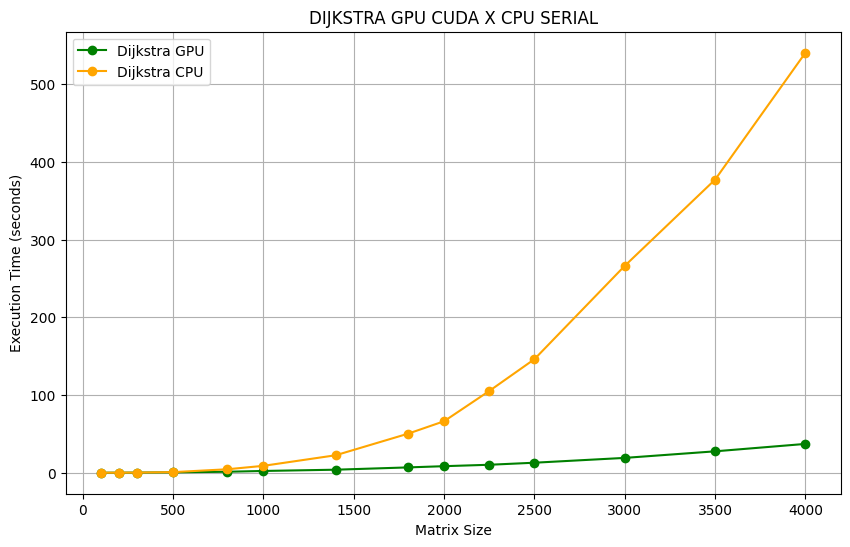 DIJKSTRA GPU CUDA X CPU SERIAL
Dijkstra GPU
Dijkstra CPU
Execution Time (seconds)
500
400
300
200
100
0
0 500 1000 1500 2000 2500 3000 3500 4000
Matrix Size